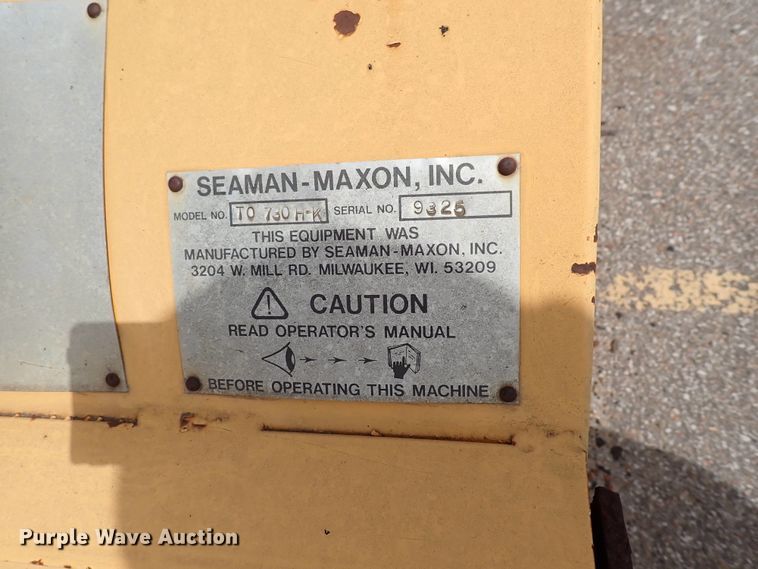 SEAMAN-MAXON, INC.
MODEL NO. TO 730 H-K SERIAL NO. 9325
THIS EQUIPMENT WAS
MANUFACTURED BY SEAMAN-MAXON, INC.
3204 W. MILL RD. MILWAUKEE, WI. 53209
CAUTION
READ OPERATOR'S MANUAL
BEFORE OPERATING THIS MACHINE
Purple Wave Auction